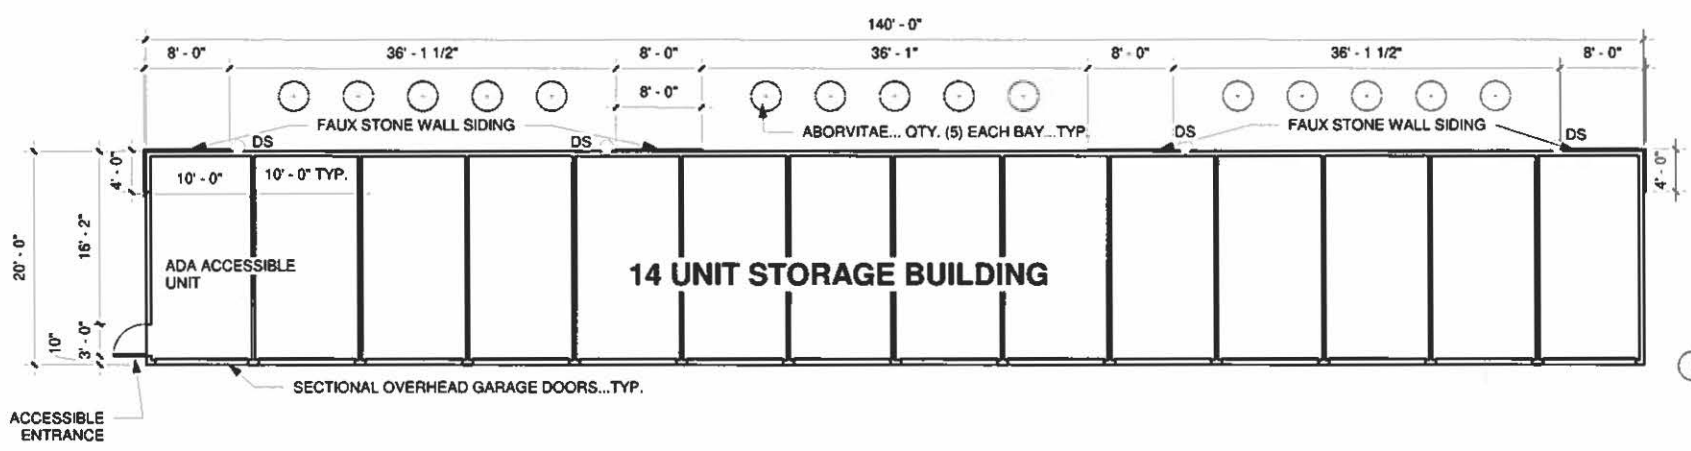 140' - 0"
8' - 0"
36' - 1 1/2"
8' - 0"
36' - 1"
8' - 0"
36' - 1 1/2"
8' - 0"
8' - 0"
FAUX STONE WALL SIDING
ABORVITAE... QTY. (5) EACH BAY...TYP.
FAUX STONE WALL SIDING
DS
DS
DS
DS
4' - 0"
10' - 0"
10' - 0" TYP.
4' - 0"
20' - 0"
16' - 2"
ADA ACCESSIBLE
UNIT
14 UNIT STORAGE BUILDING
10"
3' - 0"
SECTIONAL OVERHEAD GARAGE DOORS...TYP.
ACCESSIBLE
ENTRANCE